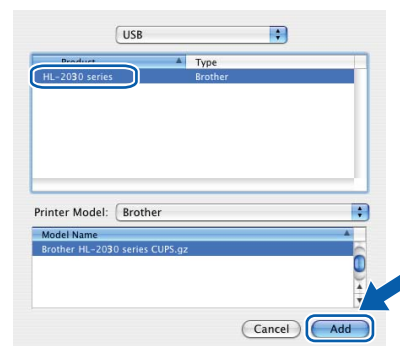 USB
Product Type
HL-2030 series Brother
Printer Model: Brother
Model Name
Brother HL-2030 series CUPS.gz
Cancel Add